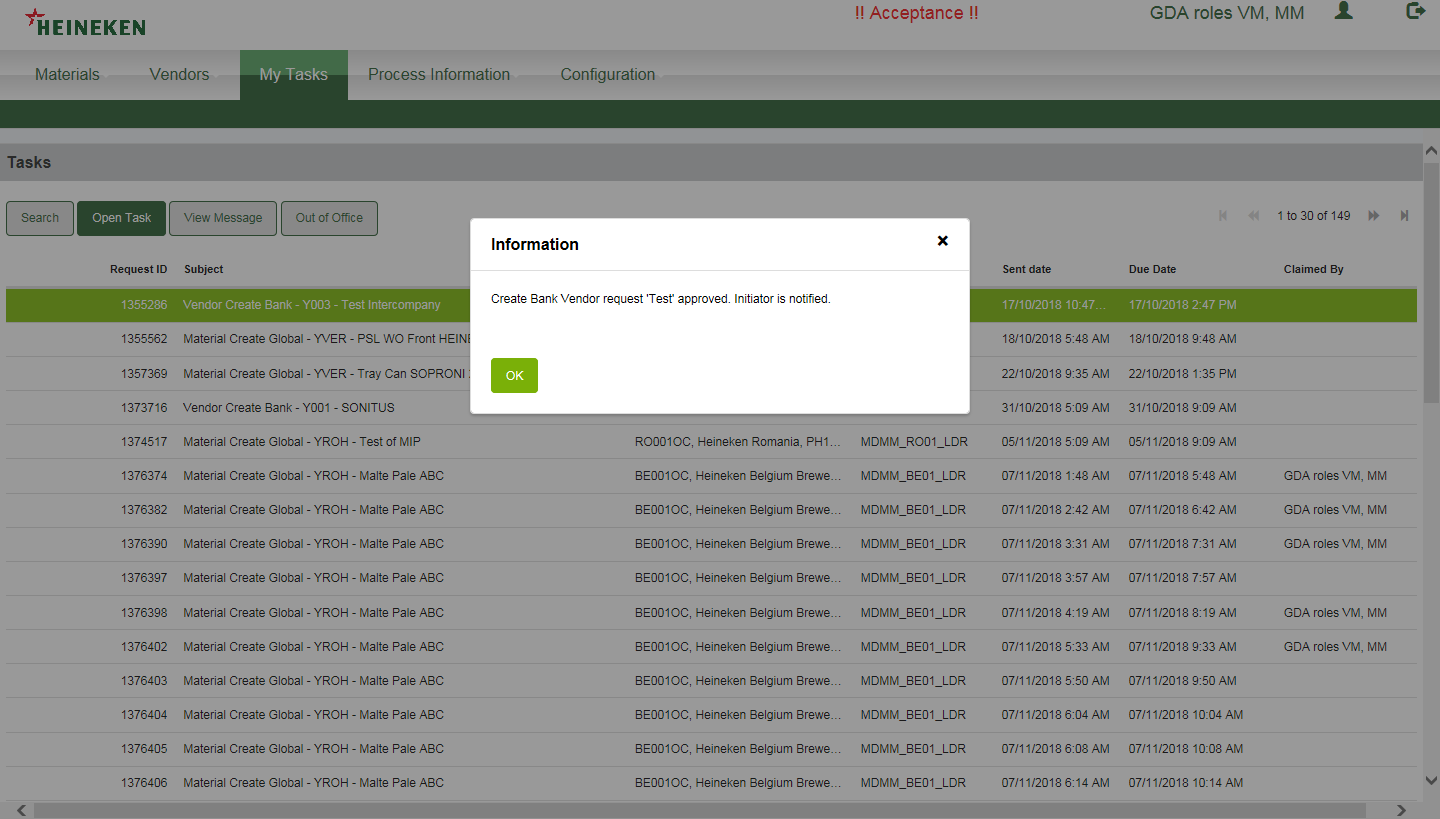 HEINEKEN
!! Acceptance !!
GDA roles VM, MM
Materials Vendors My Tasks Process Information Configuration
Tasks
Search Open Task View Message Out of Office
1 to 30 of 149
Request ID Subject Sent date Due Date Claimed By
1355286 Vendor Create Bank - Y003 - Test Intercompany 17/10/2018 10:47... 17/10/2018 2:47 PM
1355562 Material Create Global - YVER - PSL WO Front HEINE 18/10/2018 5:48 AM 18/10/2018 9:48 AM
1357369 Material Create Global - YVER - Tray Can SOPRONI 22/10/2018 9:35 AM 22/10/2018 1:35 PM
1373716 Vendor Create Bank - Y001 - SONITUS 31/10/2018 5:09 AM 31/10/2018 9:09 AM
1374517 Material Create Global - YROH - Test of MIP RO001OC, Heineken Romania, PH1... MDMM_RO01_LDR 05/11/2018 5:09 AM 05/11/2018 9:09 AM
1376374 Material Create Global - YROH - Malte Pale ABC BE001OC, Heineken Belgium Brewe... MDMM_BE01_LDR 07/11/2018 1:48 AM 07/11/2018 5:48 AM GDA roles VM, MM
1376382 Material Create Global - YROH - Malte Pale ABC BE001OC, Heineken Belgium Brewe... MDMM_BE01_LDR 07/11/2018 2:42 AM 07/11/2018 6:42 AM GDA roles VM, MM
1376390 Material Create Global - YROH - Malte Pale ABC BE001OC, Heineken Belgium Brewe... MDMM_BE01_LDR 07/11/2018 3:31 AM 07/11/2018 7:31 AM GDA roles VM, MM
1376397 Material Create Global - YROH - Malte Pale ABC BE001OC, Heineken Belgium Brewe... MDMM_BE01_LDR 07/11/2018 3:57 AM 07/11/2018 7:57 AM
1376398 Material Create Global - YROH - Malte Pale ABC BE001OC, Heineken Belgium Brewe... MDMM_BE01_LDR 07/11/2018 4:19 AM 07/11/2018 8:19 AM GDA roles VM, MM
1376402 Material Create Global - YROH - Malte Pale ABC BE001OC, Heineken Belgium Brewe... MDMM_BE01_LDR 07/11/2018 5:33 AM 07/11/2018 9:33 AM GDA roles VM, MM
1376403 Material Create Global - YROH - Malte Pale ABC BE001OC, Heineken Belgium Brewe... MDMM_BE01_LDR 07/11/2018 5:50 AM 07/11/2018 9:50 AM
1376404 Material Create Global - YROH - Malte Pale ABC BE001OC, Heineken Belgium Brewe... MDMM_BE01_LDR 07/11/2018 6:04 AM 07/11/2018 10:04 AM
1376405 Material Create Global - YROH - Malte Pale ABC BE001OC, Heineken Belgium Brewe... MDMM_BE01_LDR 07/11/2018 6:08 AM 07/11/2018 10:08 AM
1376406 Material Create Global - YROH - Malte Pale ABC BE001OC, Heineken Belgium Brewe... MDMM_BE01_LDR 07/11/2018 6:14 AM 07/11/2018 10:14 AM
Information
Create Bank Vendor request 'Test' approved. Initiator is notified.
OK